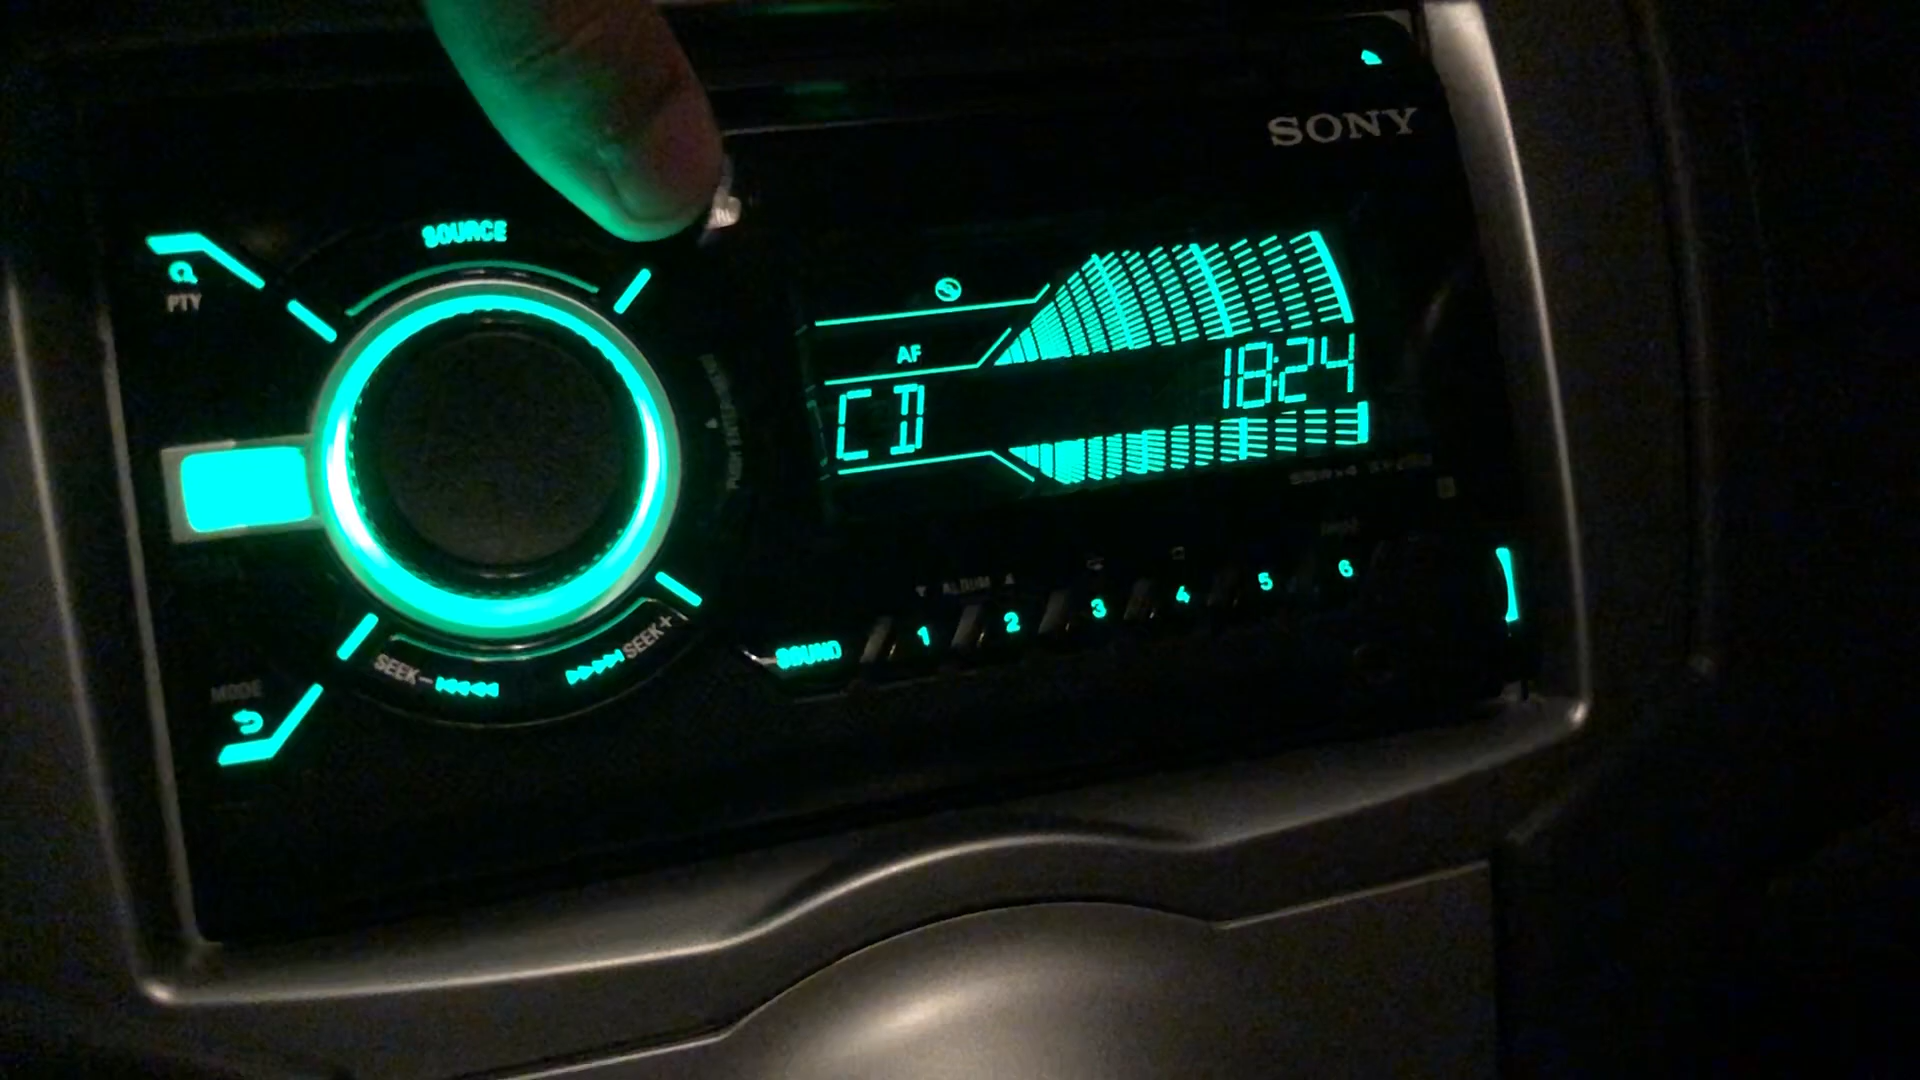 SONY
SOURCE
PTY
AF
18:24
CD
ALBUM
6
5
4
3
2
1
SOUND
SEEK+
SEEK-
MODE